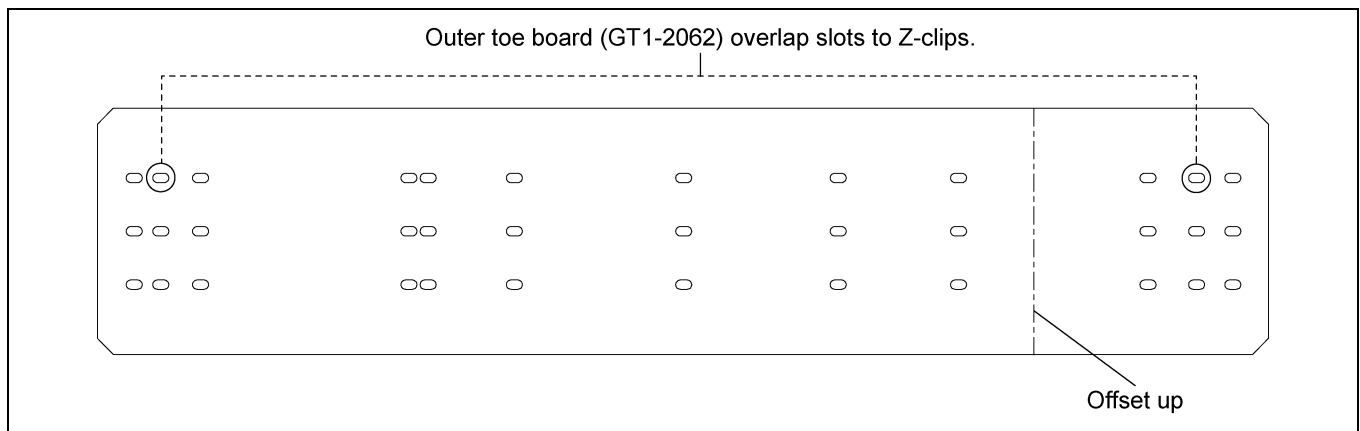 Outer toe board (GT1-2062) overlap slots to Z-clips.
Offset up